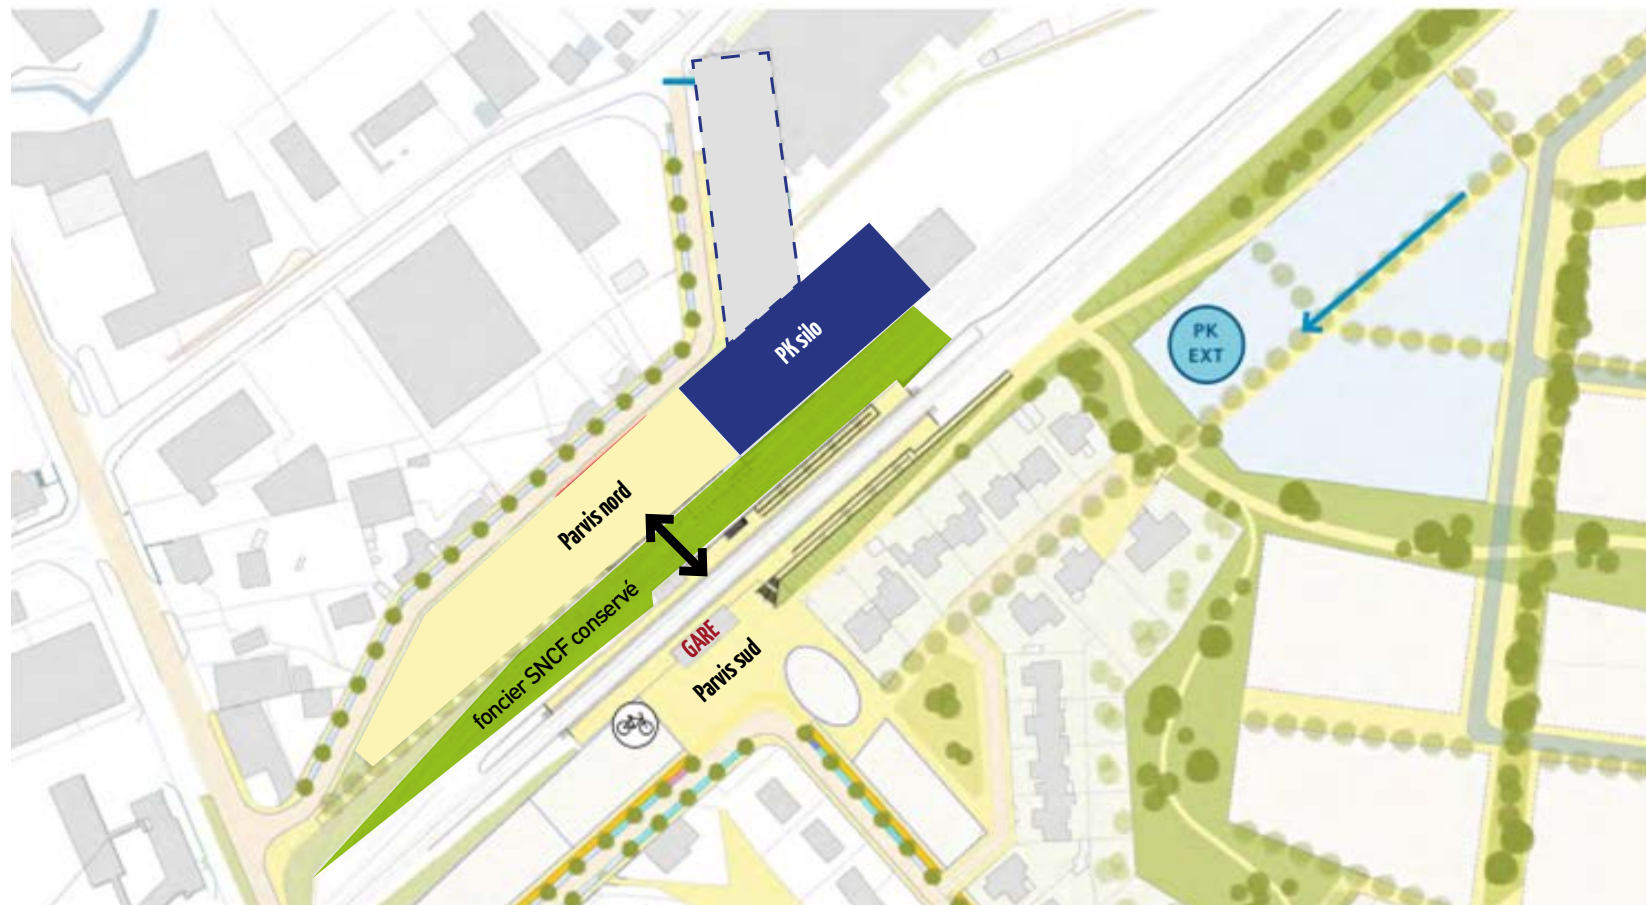 PK silo
PK
EXT
Parvis nord
foncier SNCF conservé
GARE
Parvis sud